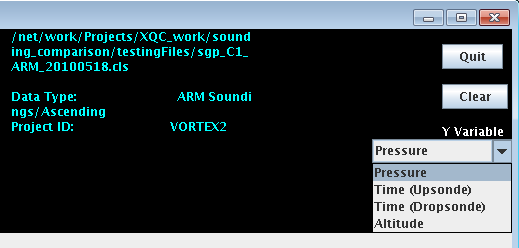 /net/work/Projects/XQC_work/sound
ing_comparison/testingFiles/sgp_C1_
ARM_20100518.cls
Quit
Data Type: ARM Soundi
ngs/Ascending
Clear
Project ID: VORTEX2
Y Variable
Pressure
Pressure
Time (Upsonde)
Time (Dropsonde)
Altitude